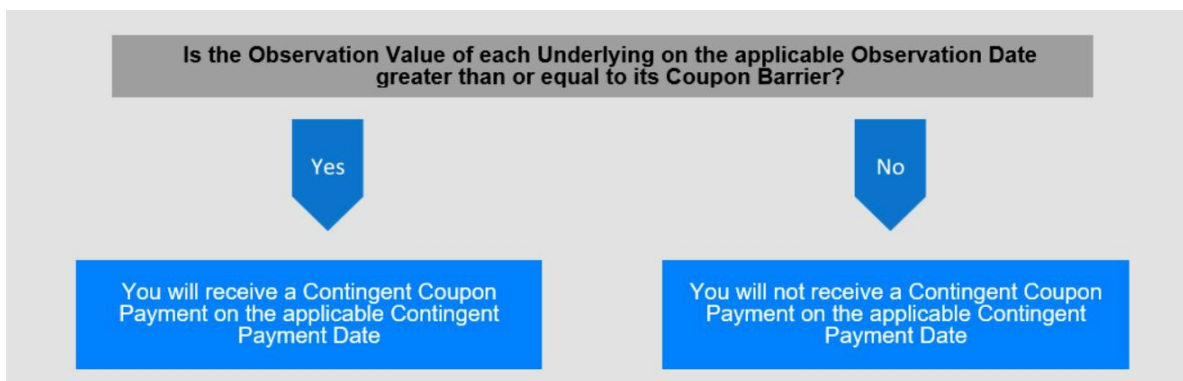 Is the Observation Value of each Underlying on the applicable Observation Date
greater than or equal to its Coupon Barrier?
Yes
No
You will receive a Contingent Coupon
Payment on the applicable Contingent
Payment Date
You will not receive a Contingent Coupon
Payment on the applicable Contingent
Payment Date